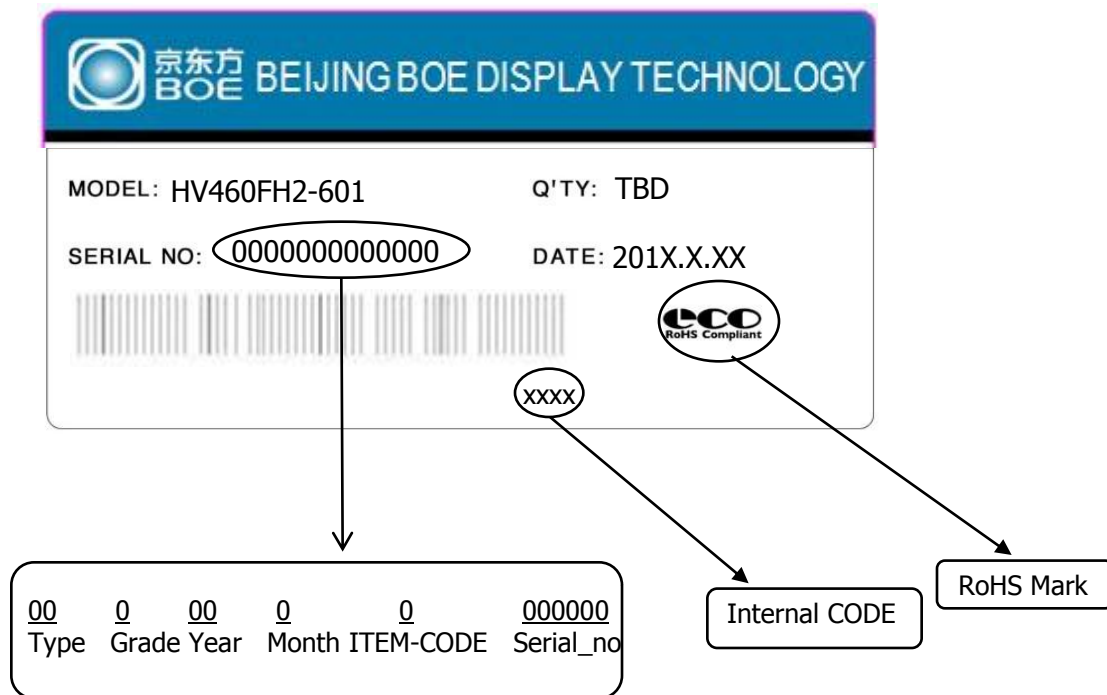 京东方
BOE BEIJING BOE DISPLAY TECHNOLOGY
MODEL: HV460FH2-601 Q'TY: TBD
SERIAL NO: 0000000000000 DATE: 201X.X.XX
eco
RoHS Compliant
xxxx
00 0 00 0 0 000000
Type Grade Year Month ITEM-CODE Serial_no
Internal CODE
RoHS Mark